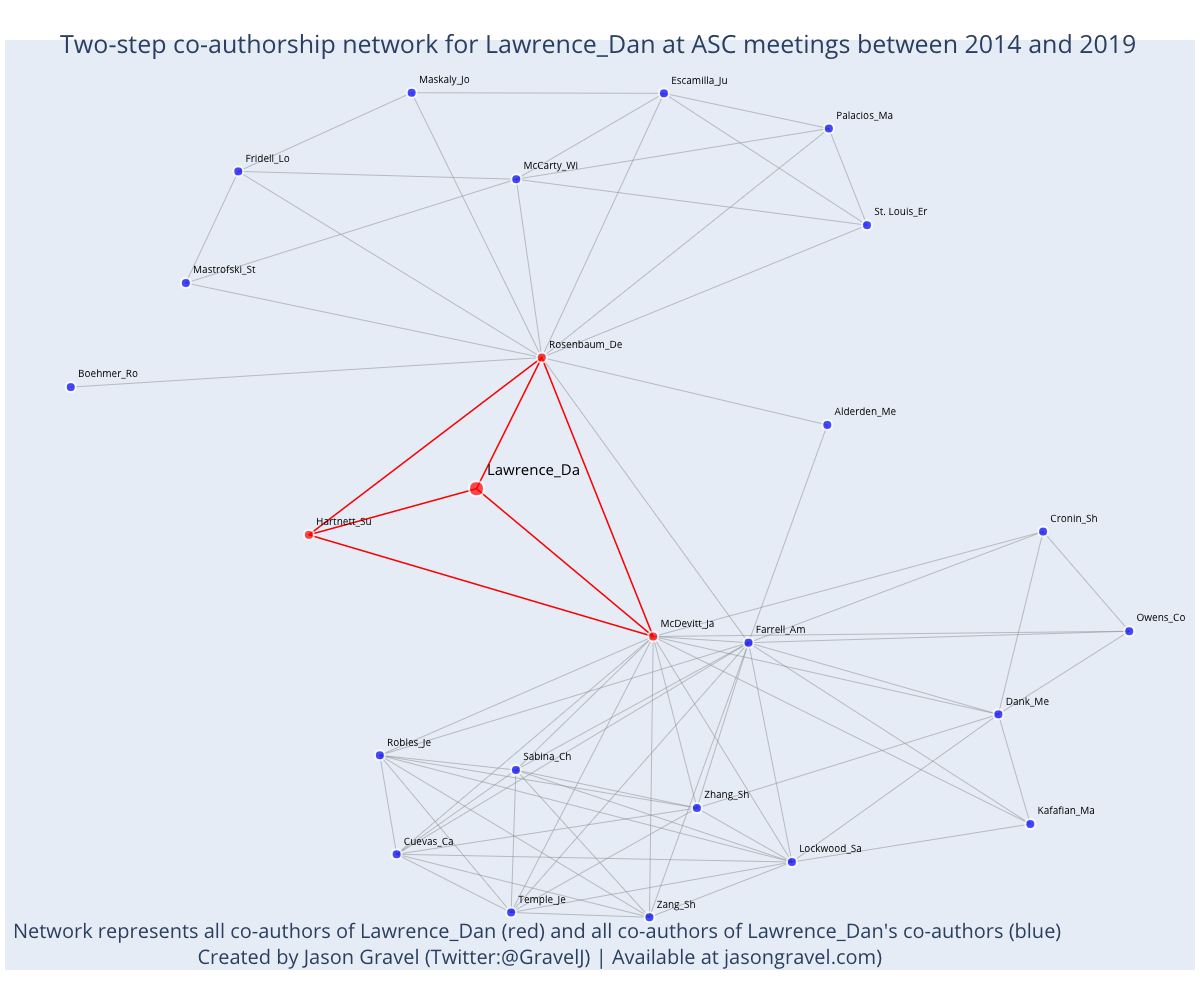 Two-step co-authorship network for Lawrence_Dan at ASC meetings between 2014 and 2019
Maskaly_Jo
Escamilla_Ju
Palacios_Ma
Fridell_Lo
McCarty_Wi
St. Louis_Er
Mastrofski_St
Rosenbaum_De
Boehmer_Ro
Alderden_Me
Lawrence_Da
Hartnett_Su
Cronin_Sh
McDevitt_Ja
Farrell_Am
Owens_Co
Dank_Me
Robles_Je
Sabina_Ch
Zhang_Sh
Kafafian_Ma
Cuevas_Ca
Lockwood_Sa
Temple_Je
Zang_Sh
Network represents all co-authors of Lawrence_Dan (red) and all co-authors of Lawrence_Dan's co-authors (blue)
Created by Jason Gravel (Twitter:@GravelJ) | Available at jasongravel.com)